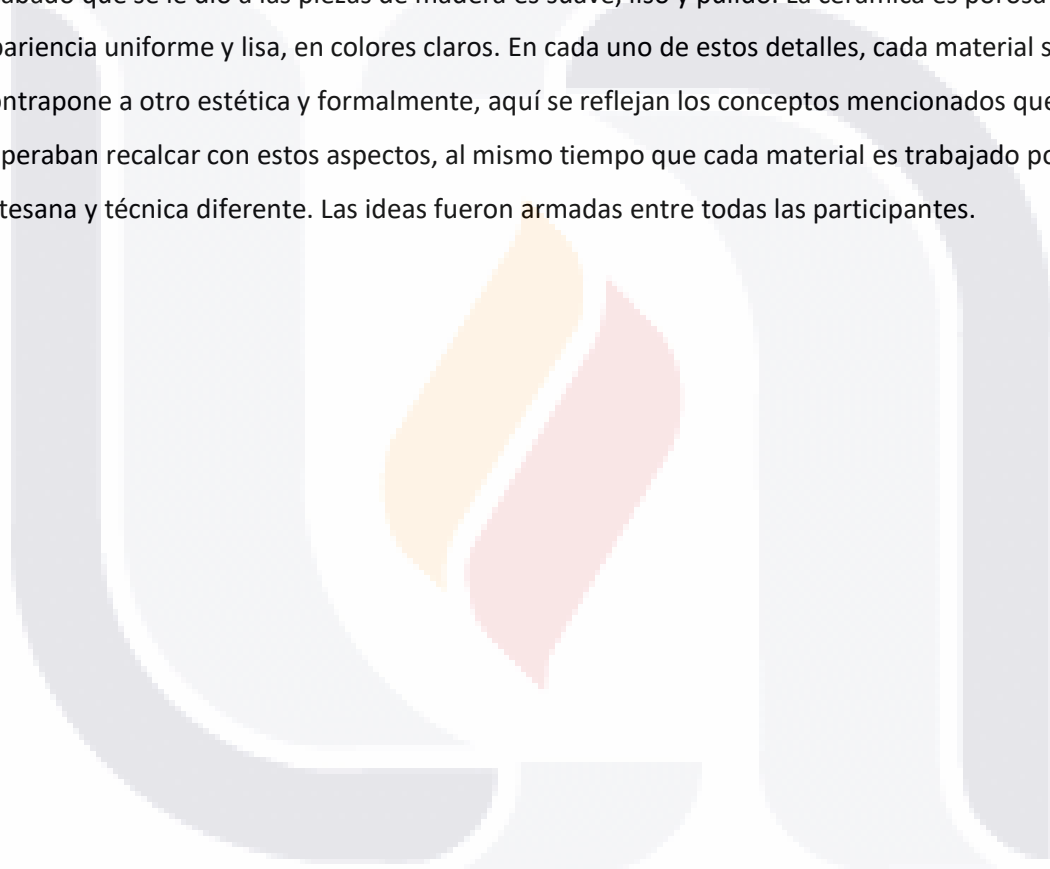 abado que se le dio a las piezas de madera es suave, liso y pulido. La cerámica es porosa
pariencia uniforme y lisa, en colores claros. En cada uno de estos detalles, cada material s
ontrapone a otro estética y formalmente, aquí se reflejan los conceptos mencionados que
peraban recalcar con estos aspectos, al mismo tiempo que cada material es trabajado po
tesana y técnica diferente. Las ideas fueron armadas entre todas las participantes.